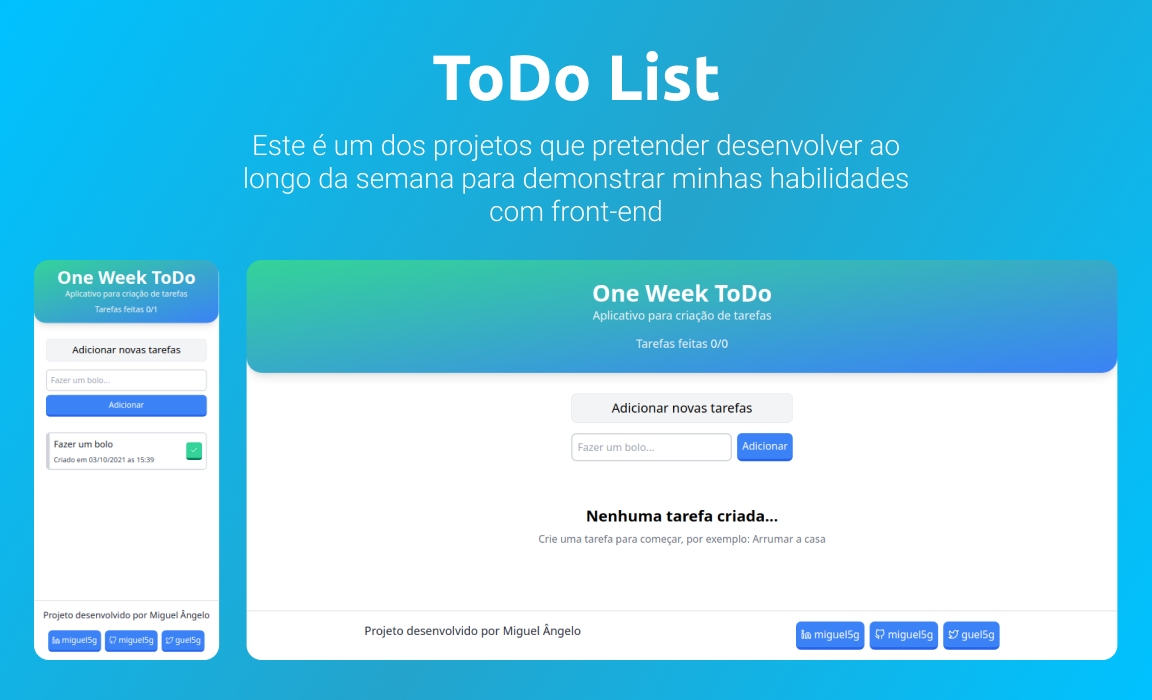 ToDo List
Este é um dos projetos que pretender desenvolver ao
longo da semana para demonstrar minhas habilidades
com front-end
One Week ToDo
Aplicativo para criação de tarefas
Tarefas feitas 0/1
Adicionar novas tarefas
Fazer um bolo...
Adicionar
Fazer um bolo
Criado em 03/10/2021 as 15:39
Projeto desenvolvido por Miguel Ângelo
miguel5g miguel5g guel5g
One Week ToDo
Aplicativo para criação de tarefas
Tarefas feitas 0/0
Adicionar novas tarefas
Fazer um bolo... Adicionar
Nenhuma tarefa criada...
Crie uma tarefa para começar, por exemplo: Arrumar a casa
Projeto desenvolvido por Miguel Ângelo miguel5g miguel5g guel5g